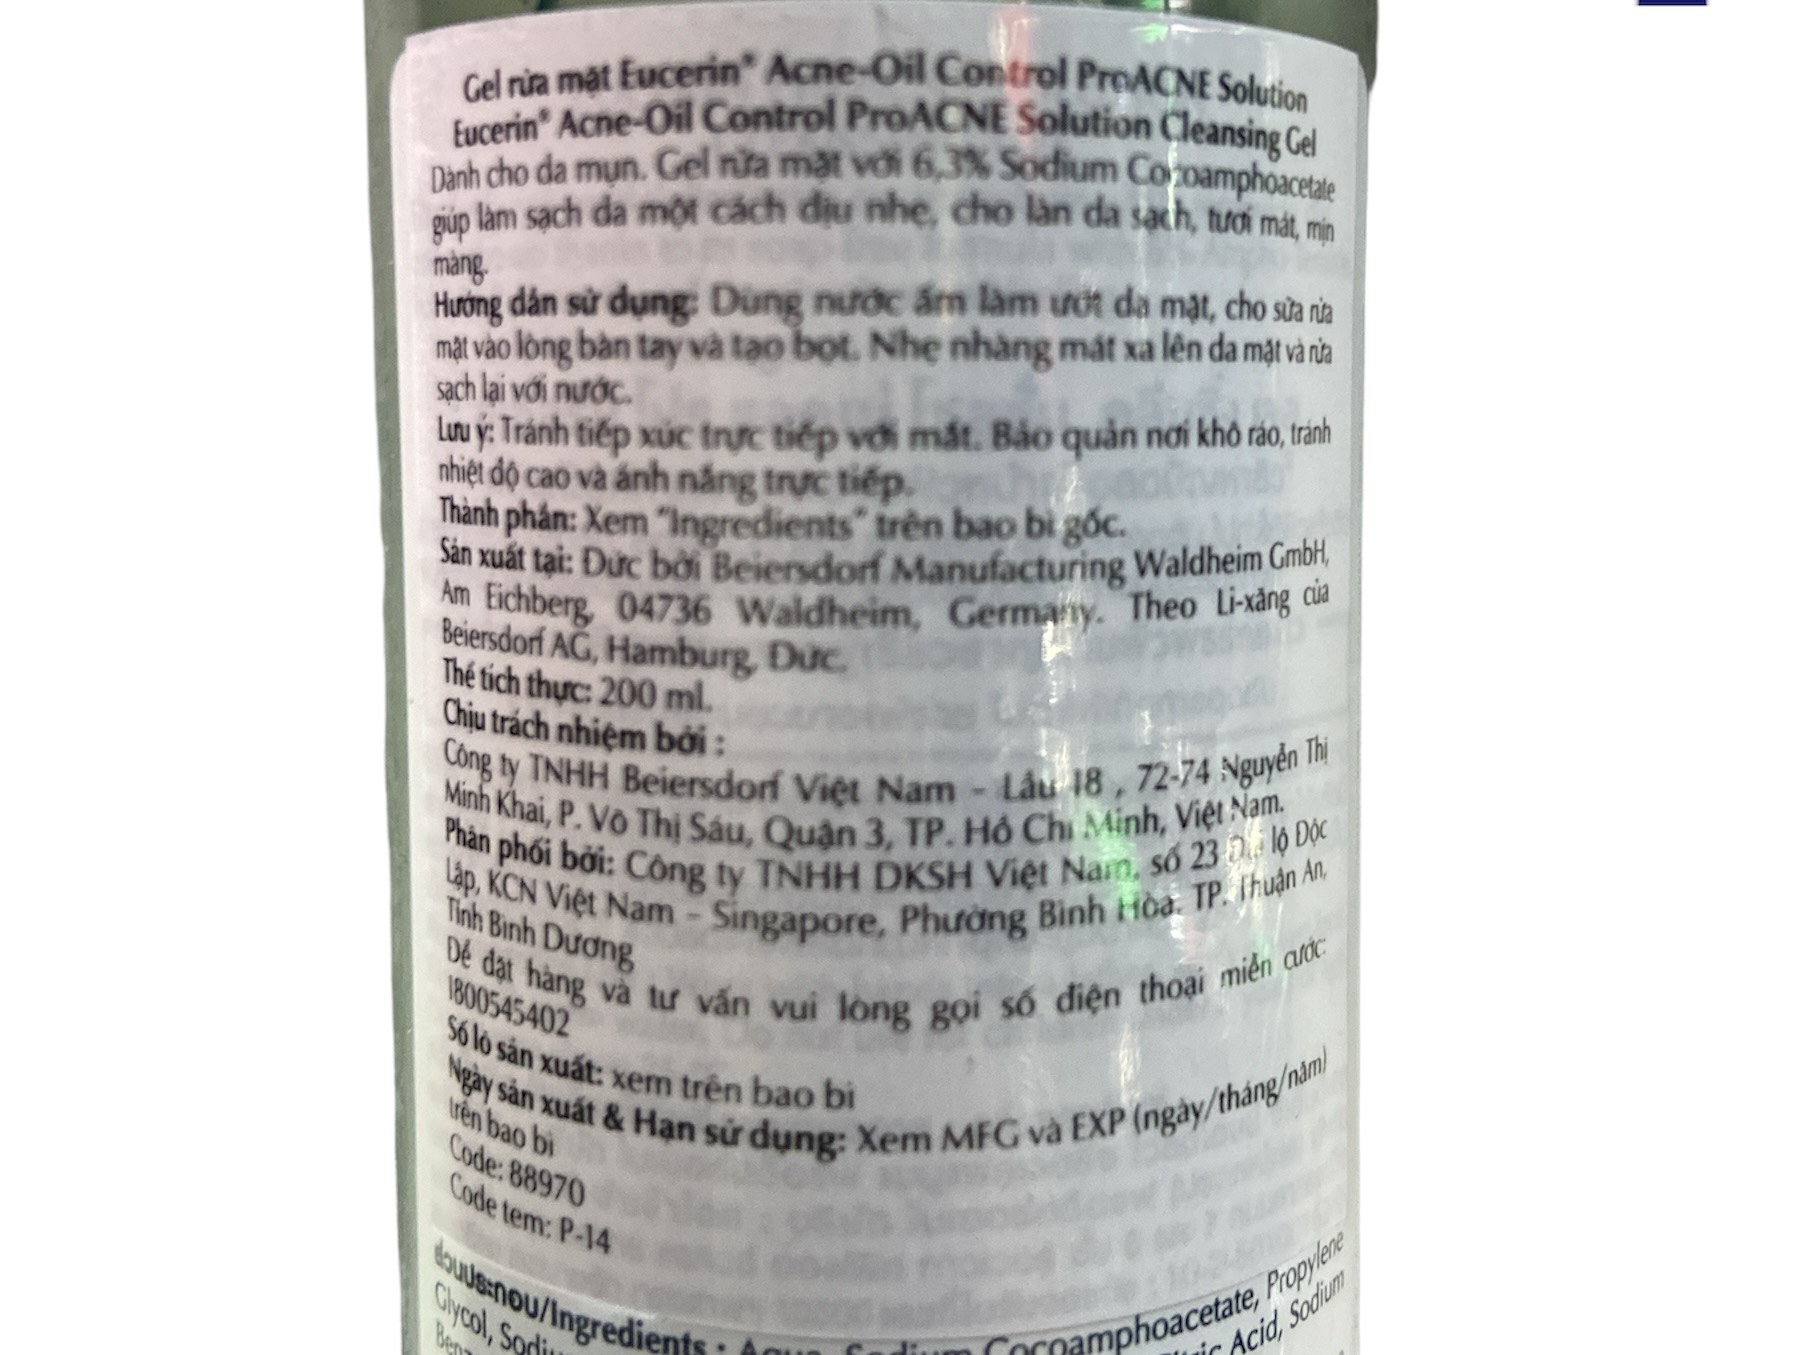 Gel rửa mặt Eucerin® Acne-Oil Control ProACNE Solution
Eucerin® Acne-Oil Control ProACNE Solution Cleansing Gel
Dành cho da mụn. Gel rửa mặt với 6,3% Sodium Cocoamphoacetate
giúp làm sạch da một cách dịu nhẹ, cho làn da sạch, tươi mát, mịn
màng.
Hướng dẫn sử dụng: Dùng nước ấm làm ướt da mặt, cho sữa rửa
mặt vào lòng bàn tay và tạo bọt. Nhẹ nhàng mát xa lên da mặt và rửa
sạch lại với nước.
Lưu ý: Tránh tiếp xúc trực tiếp với mắt. Bảo quản nơi khô ráo, tránh
nhiệt độ cao và ánh nắng trực tiếp.
Thành phần: Xem "Ingredients" trên bao bì gốc.
Sản xuất tại: Đức bởi Beiersdorf Manufacturing Waldheim GmbH,
Am Eichberg, 04736 Waldheim, Germany. Theo Li-xăng của
Beiersdorf AG, Hamburg, Đức.
Thể tích thực: 200 ml.
Chịu trách nhiệm bởi :
Công ty TNHH Beiersdorf Việt Nam - Lầu 18 , 72-74 Nguyễn Thị
Minh Khai, P. Võ Thị Sáu, Quận 3, TP. Hồ Chí Minh, Việt Nam.
Phân phối bởi: Công ty TNHH DKSH Việt Nam, số 23 Đại lộ Độc
Lập, KCN Việt Nam - Singapore, Phường Bình Hòa, TP. Thuận An,
Tỉnh Bình Dương
Để đặt hàng và tư vấn vui lòng gọi số điện thoại miễn cước:
1800545402
Số lô sản xuất: xem trên bao bì
Ngày sản xuất & Hạn sử dụng: Xem MFG và EXP (ngày/tháng/năm)
trên bao bì
Code: 88970
Code tem: P-14
ส่วนประกอบ/Ingredients : Aqua, Sodium Cocoamphoacetate, Propylene
Glycol, Acid, Sodium